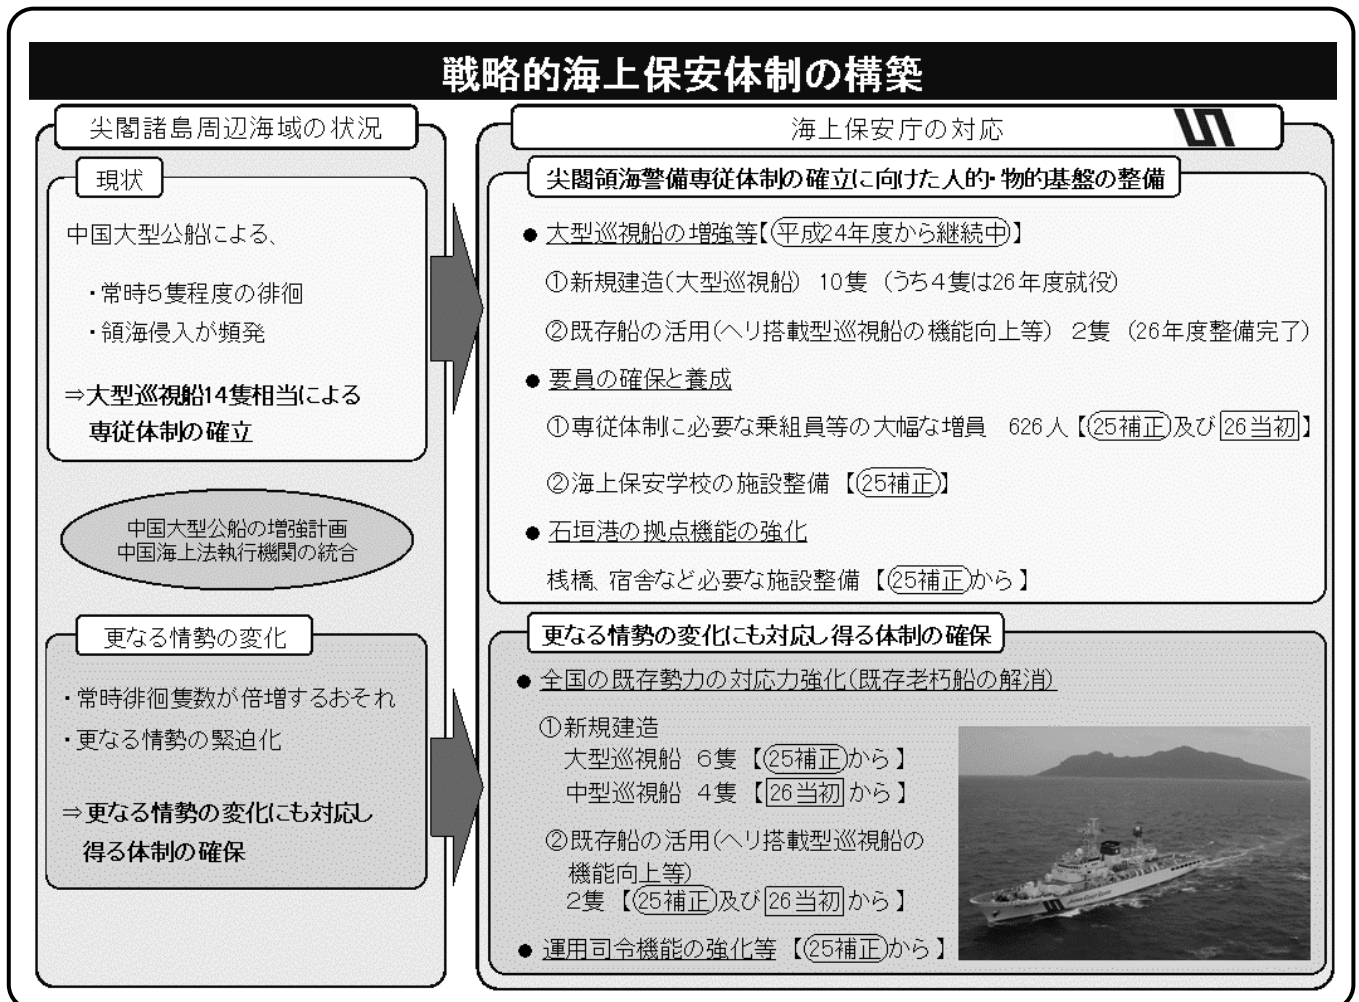 戦略的海上保安体制の構築
尖閣諸島周辺海域の状況
現状
中国大型公船による、
・常時5隻程度の徘徊
・領海侵入が頻発
⇒大型巡視船14隻相当による
専従体制の確立
中国大型公船の増強計画
中国海上法執行機関の統合
更なる情勢の変化
・常時徘徊隻数が倍増するおそれ
・更なる情勢の緊迫化
⇒更なる情勢の変化にも対応し
得る体制の確保
海上保安庁の対応
尖閣領海警備専従体制の確立に向けた人的・物的基盤の整備
● 大型巡視船の増強等【(平成24年度から継続中)】
①新規建造(大型巡視船) 10隻 (うち4隻は26年度就役)
②既存船の活用(ヘリ搭載型巡視船の機能向上等) 2隻 (26年度整備完了)
● 要員の確保と養成
①専従体制に必要な乗組員等の大幅な増員 626人【(25補正)及び26当初】
②海上保安学校の施設整備【(25補正)】
● 石垣港の拠点機能の強化
桟橋、宿舎など必要な施設整備【(25補正)から】
更なる情勢の変化にも対応し得る体制の確保
● 全国の既存勢力の対応力強化(既存老朽船の解消)
①新規建造
大型巡視船 6隻【(25補正)から】
中型巡視船 4隻【26当初から】
②既存船の活用(ヘリ搭載型巡視船の
機能向上等)
2隻【(25補正)及び26当初から】
● 運用司令機能の強化等【(25補正)から】